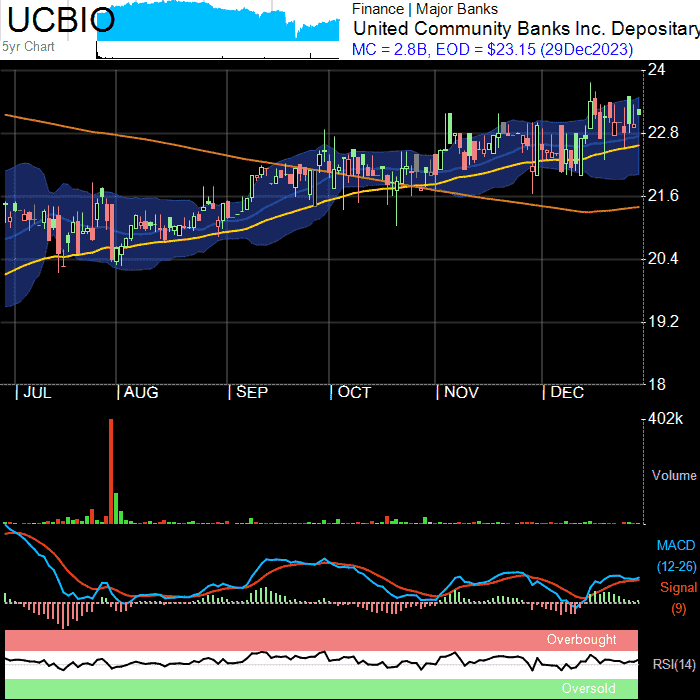 UCBIO
5yr Chart
Finance | Major Banks
United Community Banks Inc. Depositary
MC = 2.8B, EOD = $23.15 (29Dec2023)
24
22.8
21.6
20.4
19.2
18
| JUL | AUG | SEP | OCT | NOV | DEC
402k
Volume
MACD
(12-26)
Signal
(9)
Overbought
RSI(14)
Oversold